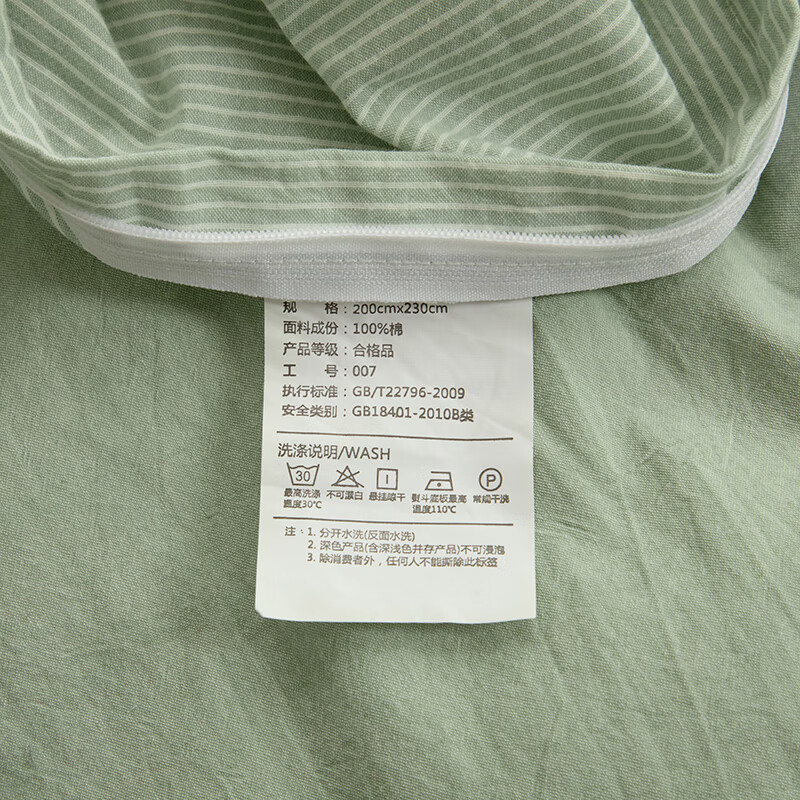 规 格：200cmx230cm
面料成份：100%棉
产品等级：合格品
工 号：007
执行标准：GB/T22796-2009
安全类别：GB18401-2010B类
洗涤说明/WASH
30 P
最高洗涤 不可漂白 悬挂晾干 熨斗底板最高 常规干洗
温度30℃ 温度110℃
注：1. 分开水洗(反面水洗)
2. 深色产品(含深浅色并存产品)不可浸泡
3. 除消费者外，任何人不能撕除此标签